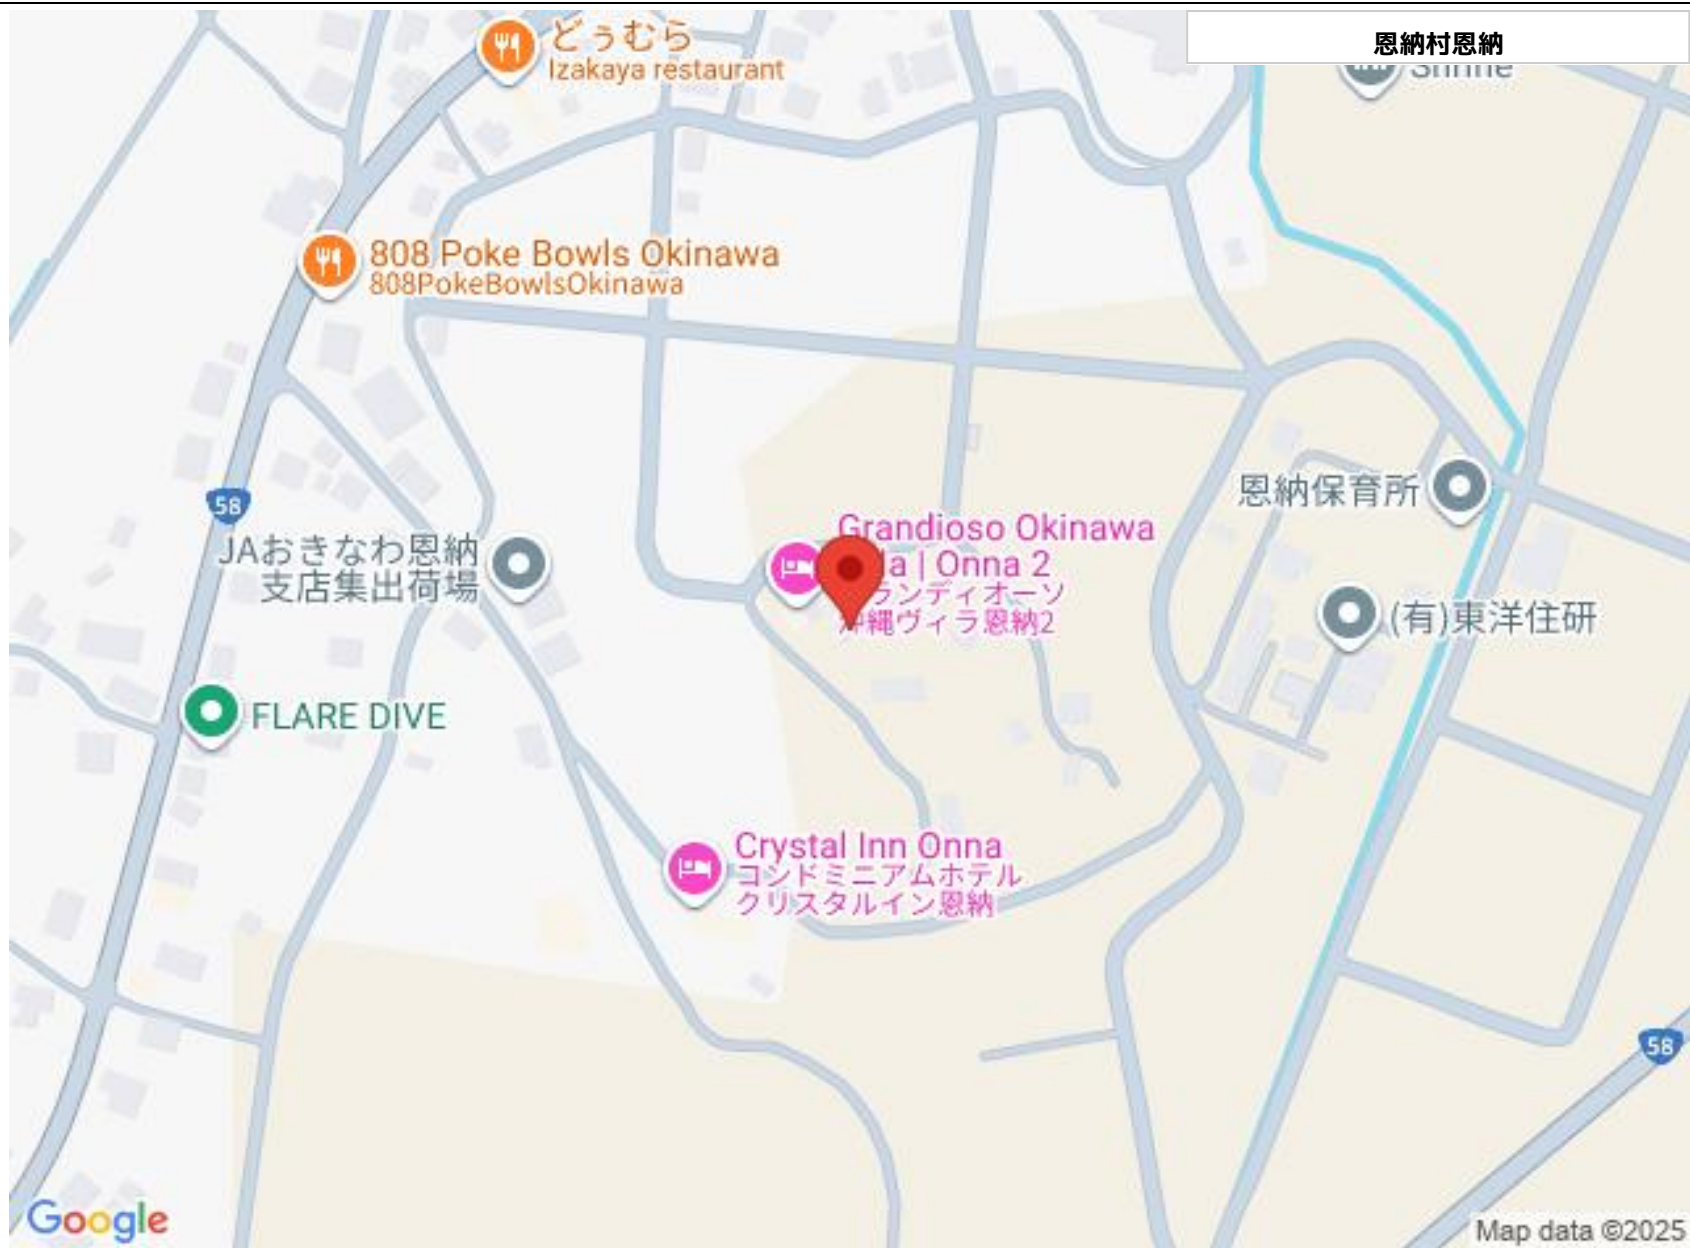 恩納村恩納
どぅむら
Izakaya restaurant
808 Poke Bowls Okinawa
808PokeBowlsOkinawa
58
JAおきなわ恩納
支店集出荷場
Grandioso Okinawa
| Onna 2
ランディオーソ
縄ヴィラ恩納2
恩納保育所
(有)東洋住研
FLARE DIVE
Crystal Inn Onna
コンドミニアムホテル
クリスタルイン恩納
58
Google
Map data ©2025